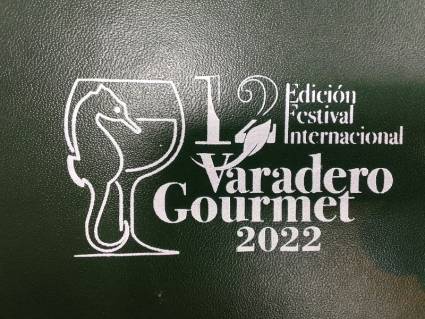 12
Edición
Festival
Internacional
Varadero
Gourmet
2022